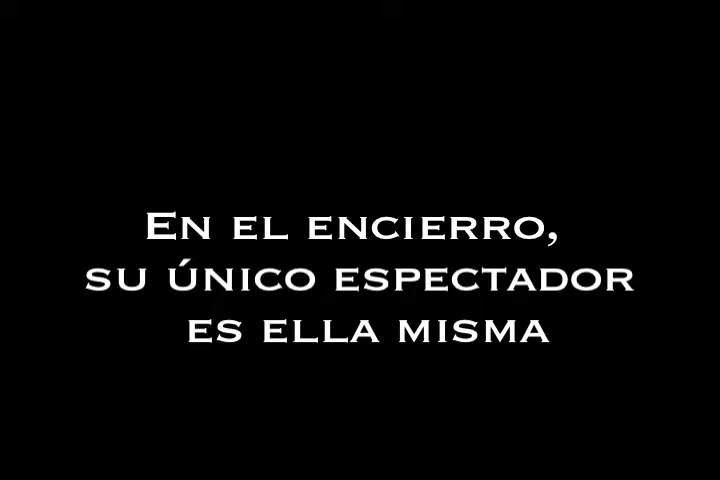 En el encierro,
su único espectador
es ella misma